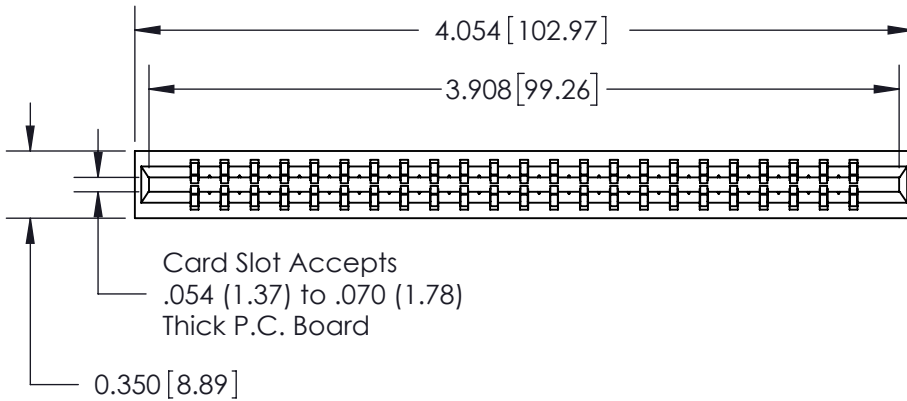 4.054 [102.97]
3.908 [99.26]
Card Slot Accepts
.054 (1.37) to .070 (1.78)
Thick P.C. Board
0.350 [8.89]